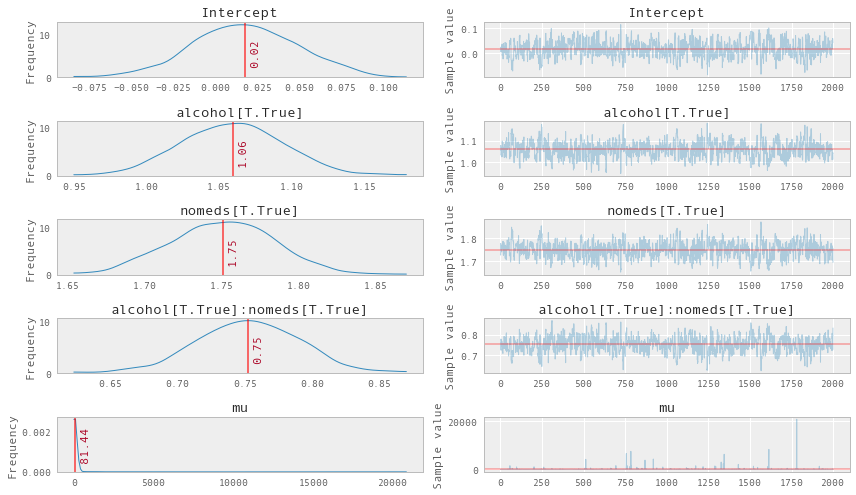 Intercept
Frequency
10
0
0.02
−0.075 −0.050 −0.025 0.000 0.025 0.050 0.075 0.100
Intercept
Sample value
0.1
0.0
0 250 500 750 1000 1250 1500 1750 2000
alcohol[T.True]
Frequency
10
0
1.06
0.95 1.00 1.05 1.10 1.15
alcohol[T.True]
Sample value
1.1
1.0
0 250 500 750 1000 1250 1500 1750 2000
nomeds[T.True]
Frequency
10
0
1.75
1.65 1.70 1.75 1.80 1.85
nomeds[T.True]
Sample value
1.8
1.7
0 250 500 750 1000 1250 1500 1750 2000
alcohol[T.True]:nomeds[T.True]
Frequency
10
0
0.75
0.65 0.70 0.75 0.80 0.85
alcohol[T.True]:nomeds[T.True]
Sample value
0.8
0.7
0 250 500 750 1000 1250 1500 1750 2000
mu
Frequency
0.002
0.000
81.44
0 5000 10000 15000 20000
mu
Sample value
20000
0
0 250 500 750 1000 1250 1500 1750 2000